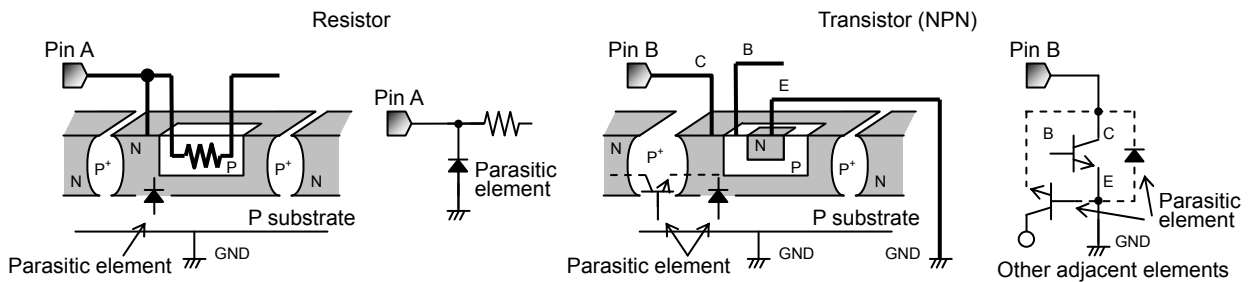 Resistor
Transistor (NPN)
Pin A
Pin B
B
C
E
Pin B
Pin A
N
P+
N
P
P+
N
Parasitic
element
P substrate
GND
Parasitic element
N
P+
N
P
P+
N
P substrate
GND
GND
Parasitic element
B
C
E
Parasitic
element
GND
Other adjacent elements